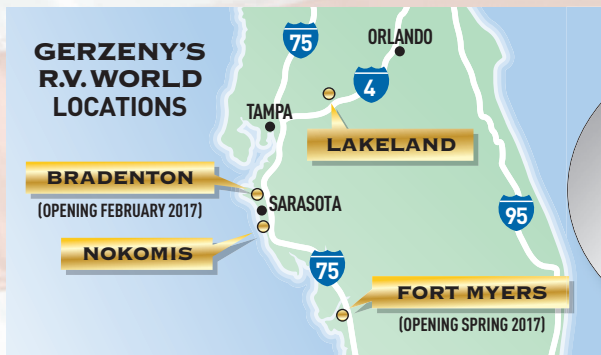 GERZENY'S
R.V. WORLD
LOCATIONS
75
ORLANDO
4
TAMPA
LAKELAND
BRADENTON
(OPENING FEBRUARY 2017)
SARASOTA
95
NOKOMIS
75
FORT MYERS
(OPENING SPRING 2017)